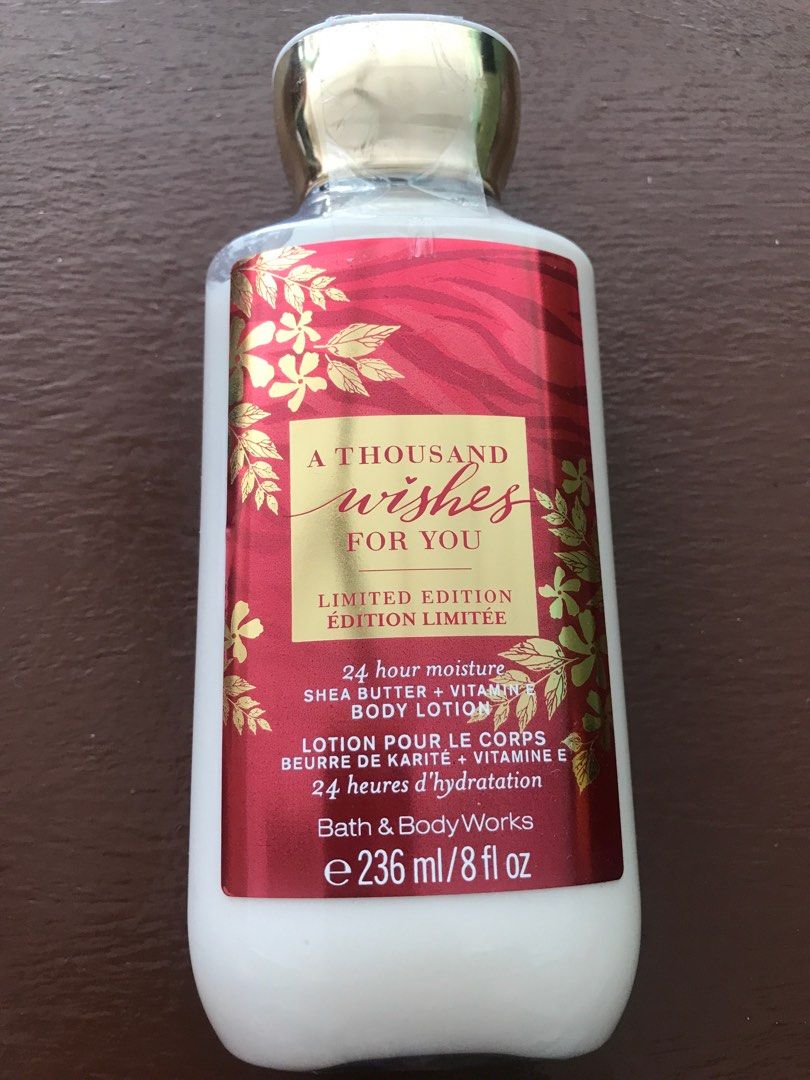 A THOUSAND
wishes
FOR YOU
LIMITED EDITION
ÉDITION LIMITÉE
24 hour moisture
SHEA BUTTER + VITAMIN E
BODY LOTION
LOTION POUR LE CORPS
BEURRE DE KARITÉ + VITAMINE E
24 heures d'hydratation
Bath & Body Works
℮ 236 ml/8 fl oz